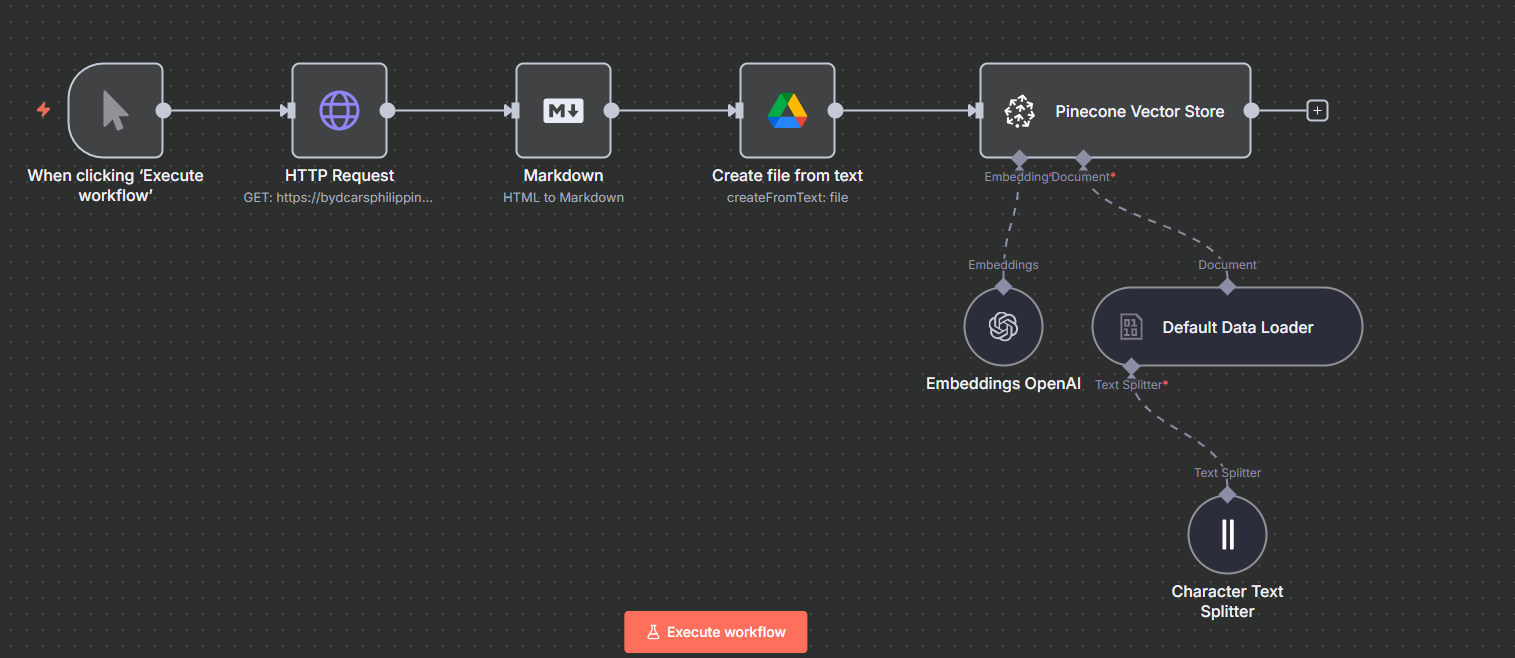 When clicking ‘Execute
workflow’
HTTP Request
GET: https://bydcarsphilippin...
M
Markdown
HTML to Markdown
Create file from text
createFromText: file
Pinecone Vector Store
+
Embedding*
Document*
Embeddings
Embeddings OpenAI
Document
01
10
Default Data Loader
Text Splitter*
Text Splitter
Character Text
Splitter
Execute workflow